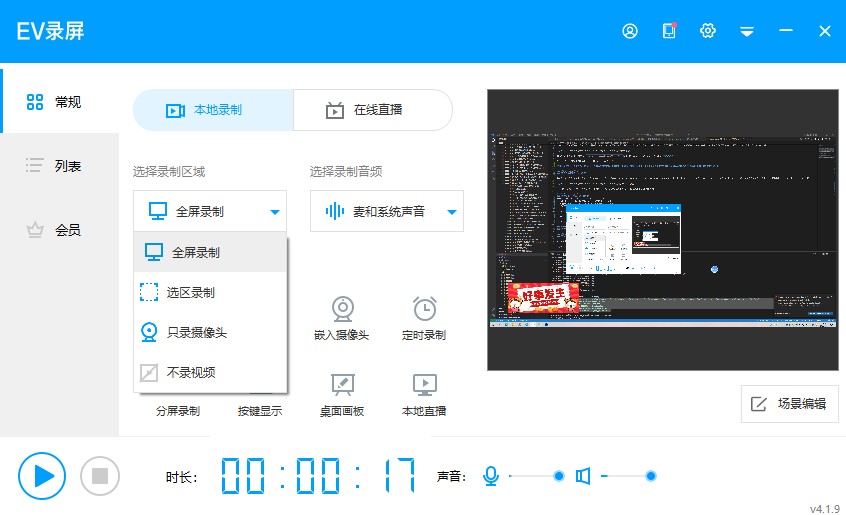 EV录屏
常规
列表
会员
本地录制
在线直播
选择录制区域
选择录制音频
全屏录制
麦和系统声音
全屏录制
选区录制
只录摄像头
不录视频
嵌入摄像头
定时录制
分屏录制
按键显示
桌面画板
本地直播
好事发生
场景编辑
时长:
00:00:17
声音:
v4.1.9